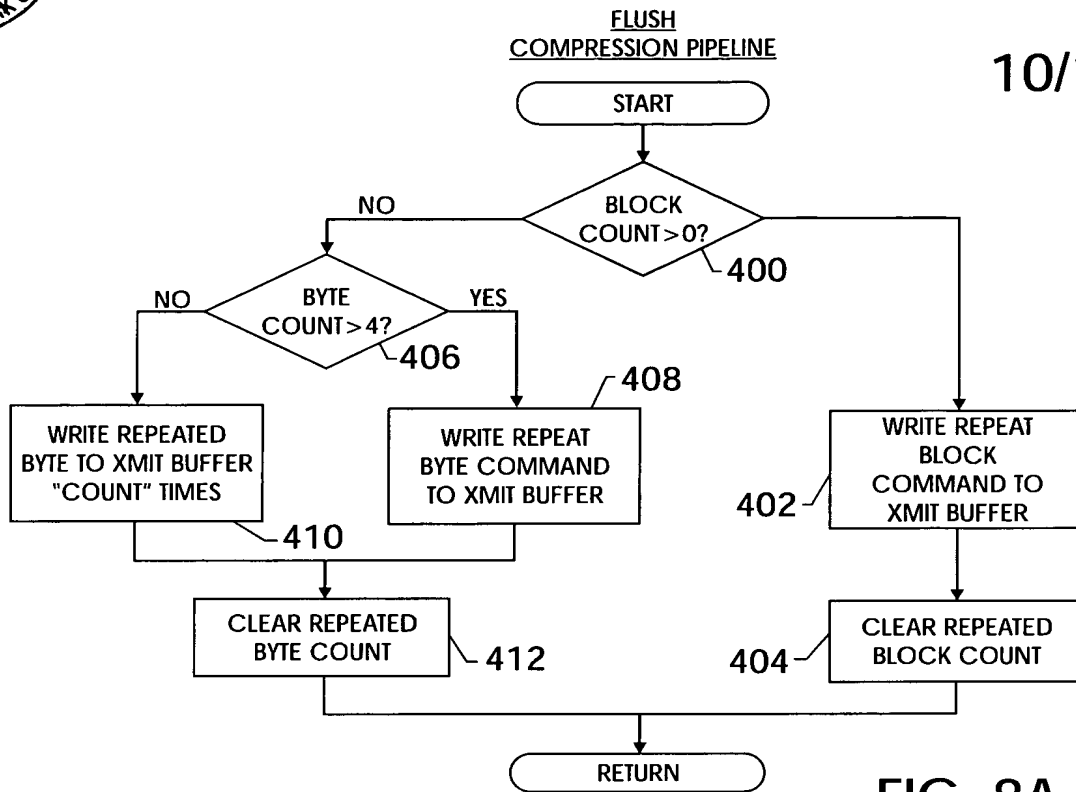 FLUSH
COMPRESSION PIPELINE
10/
START
BLOCK
COUNT>0?
400
NO
BYTE
COUNT>4?
406
NO
YES
408
WRITE REPEATED
BYTE TO XMIT BUFFER
"COUNT" TIMES
410
WRITE REPEAT
BYTE COMMAND
TO XMIT BUFFER
WRITE REPEAT
BLOCK
COMMAND TO
XMIT BUFFER
402
CLEAR REPEATED
BYTE COUNT
412
CLEAR REPEATED
BLOCK COUNT
404
RETURN
FIG. 8A